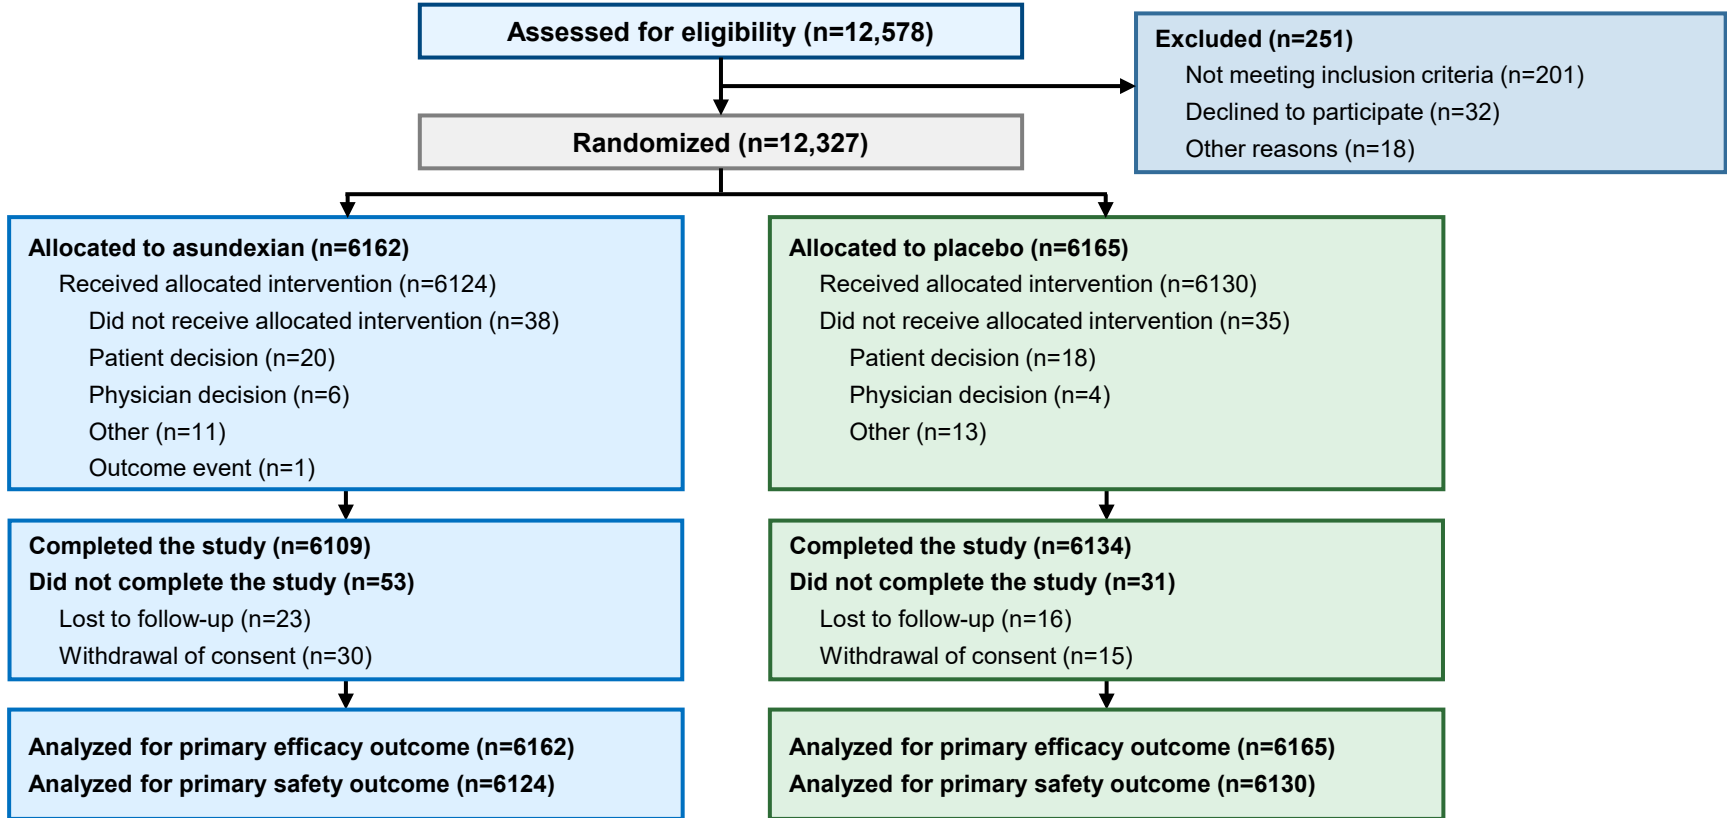 Assessed for eligibility (n=12,578)
Excluded (n=251)
Not meeting inclusion criteria (n=201)
Declined to participate (n=32)
Other reasons (n=18)
Randomized (n=12,327)
Allocated to asundexian (n=6162)
Received allocated intervention (n=6124)
Did not receive allocated intervention (n=38)
Patient decision (n=20)
Physician decision (n=6)
Other (n=11)
Outcome event (n=1)
Allocated to placebo (n=6165)
Received allocated intervention (n=6130)
Did not receive allocated intervention (n=35)
Patient decision (n=18)
Physician decision (n=4)
Other (n=13)
Completed the study (n=6109)
Did not complete the study (n=53)
Lost to follow-up (n=23)
Withdrawal of consent (n=30)
Completed the study (n=6134)
Did not complete the study (n=31)
Lost to follow-up (n=16)
Withdrawal of consent (n=15)
Analyzed for primary efficacy outcome (n=6162)
Analyzed for primary safety outcome (n=6124)
Analyzed for primary efficacy outcome (n=6165)
Analyzed for primary safety outcome (n=6130)